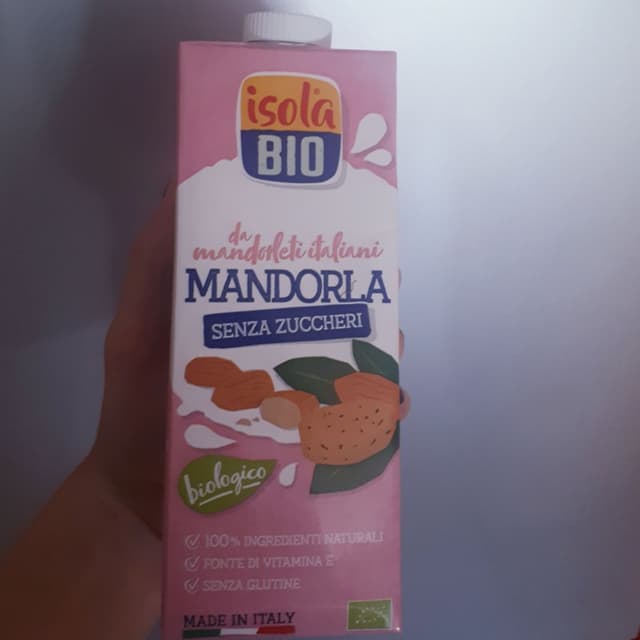 isola
BIO
da
mandorleti italiani
MANDORLA
SENZA ZUCCHERI
biologico
100% INGREDIENTI NATURALI
FONTE DI VITAMINA E
SENZA GLUTINE
MADE IN ITALY